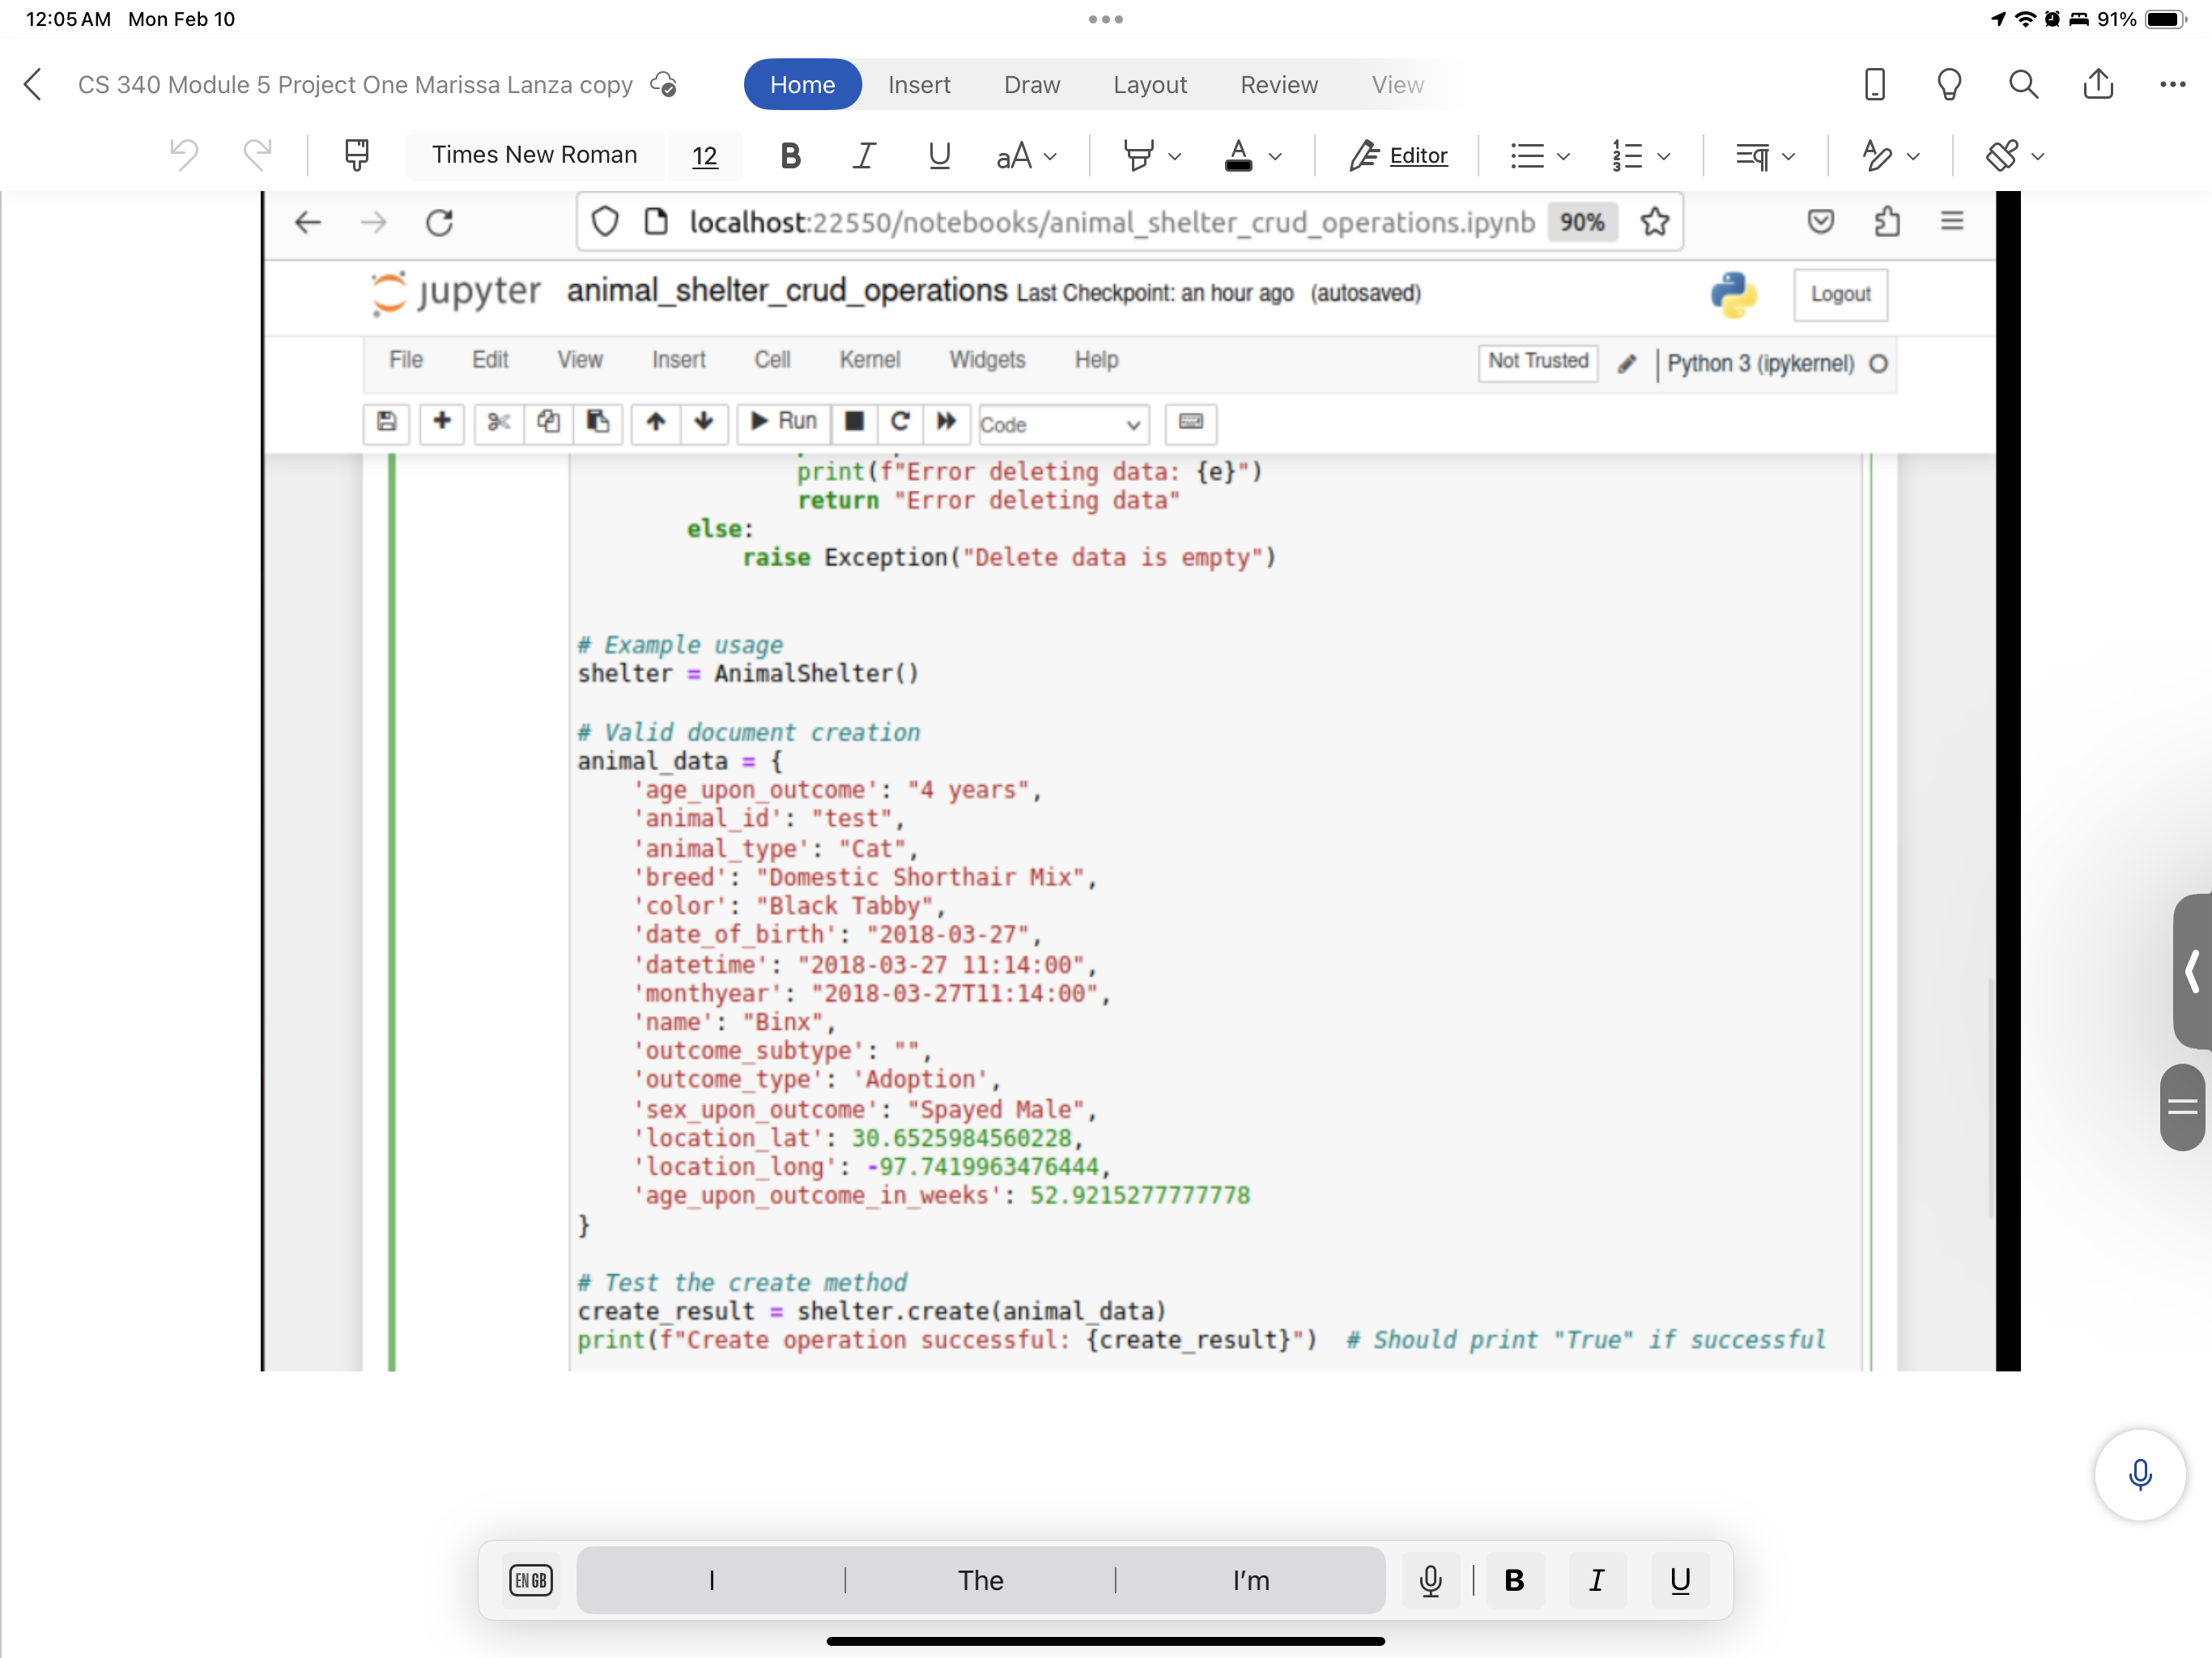 12:05 AM Mon Feb 10
91%
CS 340 Module 5 Project One Marissa Lanza copy
Home Insert Draw Layout Review View
Times New Roman 12 B I U aA A Editor
localhost:22550/notebooks/animal_shelter_crud_operations.ipynb 90%
jupyter animal_shelter_crud_operations Last Checkpoint: an hour ago (autosaved) Logout
File Edit View Insert Cell Kernel Widgets Help Not Trusted Python 3 (ipykernel)
Run Code
print(f"Error deleting data: {e}")
return "Error deleting data"
else:
raise Exception("Delete data is empty")
# Example usage
shelter = AnimalShelter()
# Valid document creation
animal_data = {
'age_upon_outcome': "4 years",
'animal_id': "test",
'animal_type': "Cat",
'breed': "Domestic Shorthair Mix",
'color': "Black Tabby",
'date_of_birth': "2018-03-27",
'datetime': "2018-03-27 11:14:00",
'monthyear': "2018-03-27T11:14:00",
'name': "Binx",
'outcome_subtype': "",
'outcome_type': 'Adoption',
'sex_upon_outcome': "Spayed Male",
'location_lat': 30.6525984560228,
'location_long': -97.7419963476444,
'age_upon_outcome_in_weeks': 52.9215277777778
}
# Test the create method
create_result = shelter.create(animal_data)
print(f"Create operation successful: {create_result}") # Should print "True" if successful
EN GB I The I'm B I U